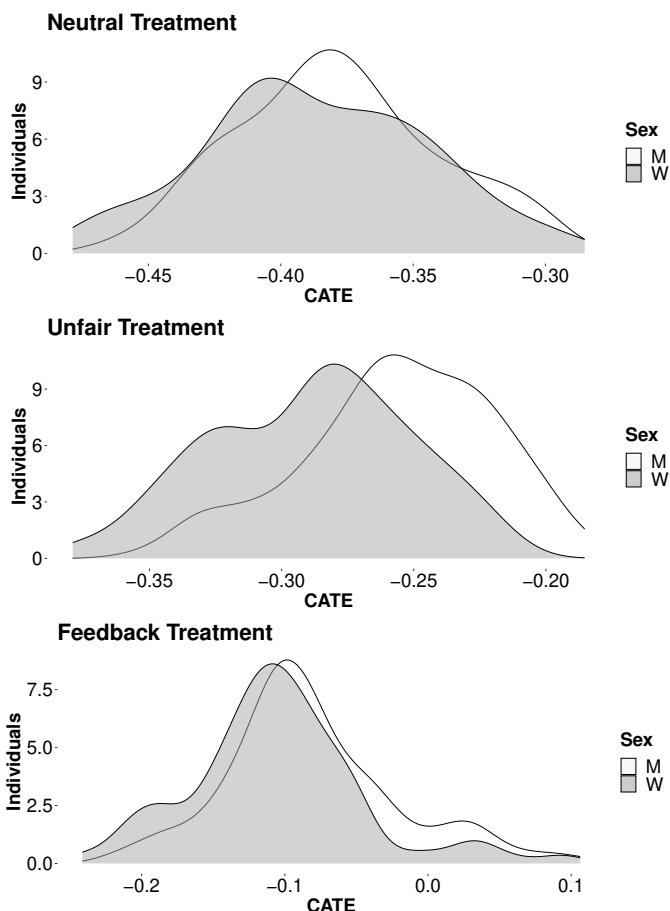 Neutral Treatment
Individuals
9
6
3
0
−0.45 −0.40 −0.35 −0.30
CATE
Sex
M
W
Unfair Treatment
Individuals
9
6
3
0
−0.35 −0.30 −0.25 −0.20
CATE
Sex
M
W
Feedback Treatment
Individuals
7.5
5.0
2.5
0.0
−0.2 −0.1 0.0 0.1
CATE
Sex
M
W